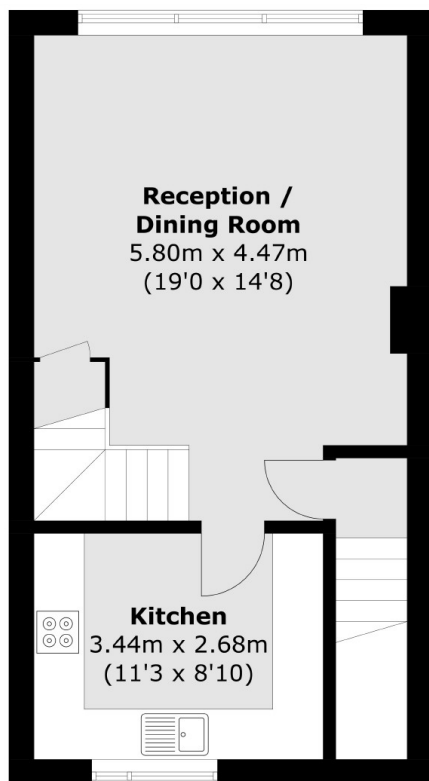 Reception /
Dining Room
5.80m x 4.47m
(19'0 x 14'8)
Kitchen
3.44m x 2.68m
(11'3 x 8'10)